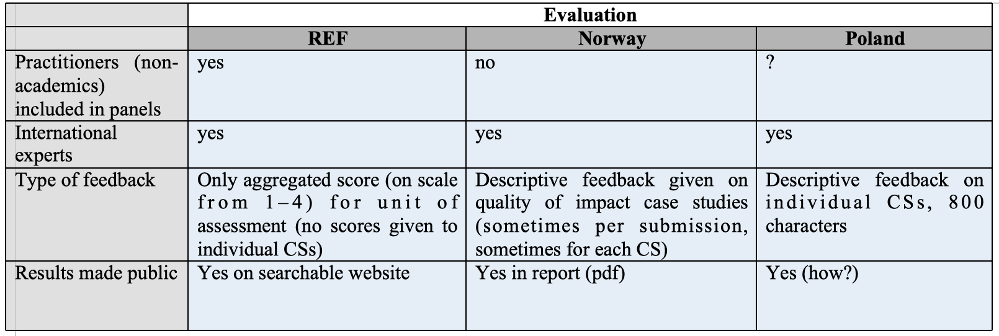 Evaluation
REF Norway Poland
Practitioners (non-
academics)
included in panels
yes
no
?
International
experts
yes
yes
yes
Type of feedback
Only aggregated score (on scale
from 1–4) for unit of
assessment (no scores given to
individual CSs)
Descriptive feedback given on
quality of impact case studies
(sometimes per submission,
sometimes for each CS)
Descriptive feedback on
individual CSs, 800
characters
Results made public
Yes on searchable website
Yes in report (pdf)
Yes (how?)